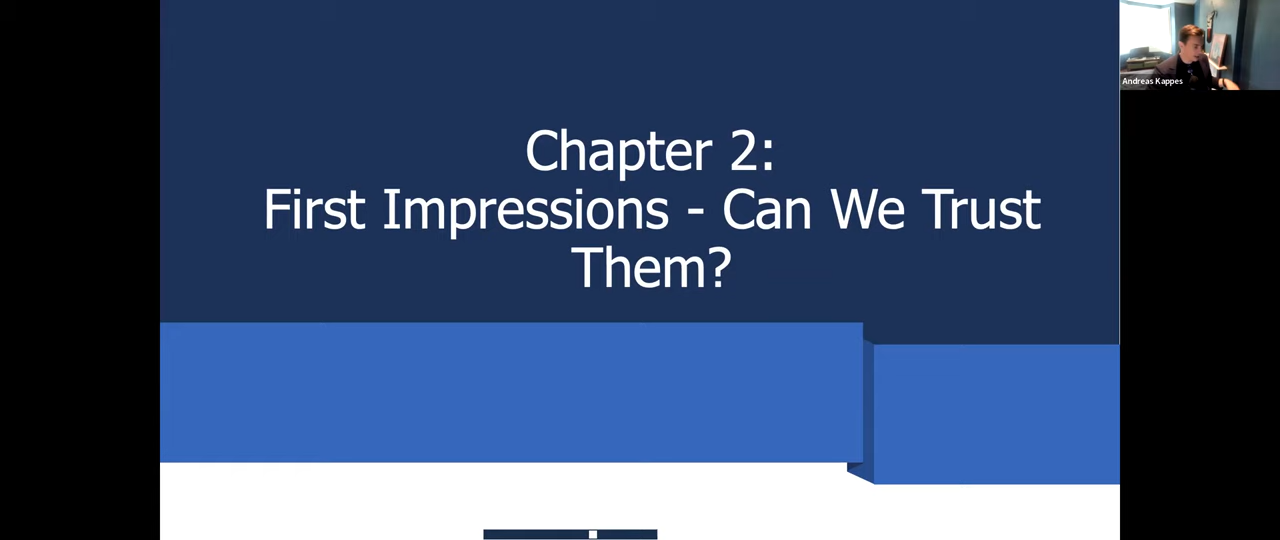 Chapter 2:
First Impressions - Can We Trust
Them?
Andreas Kappes